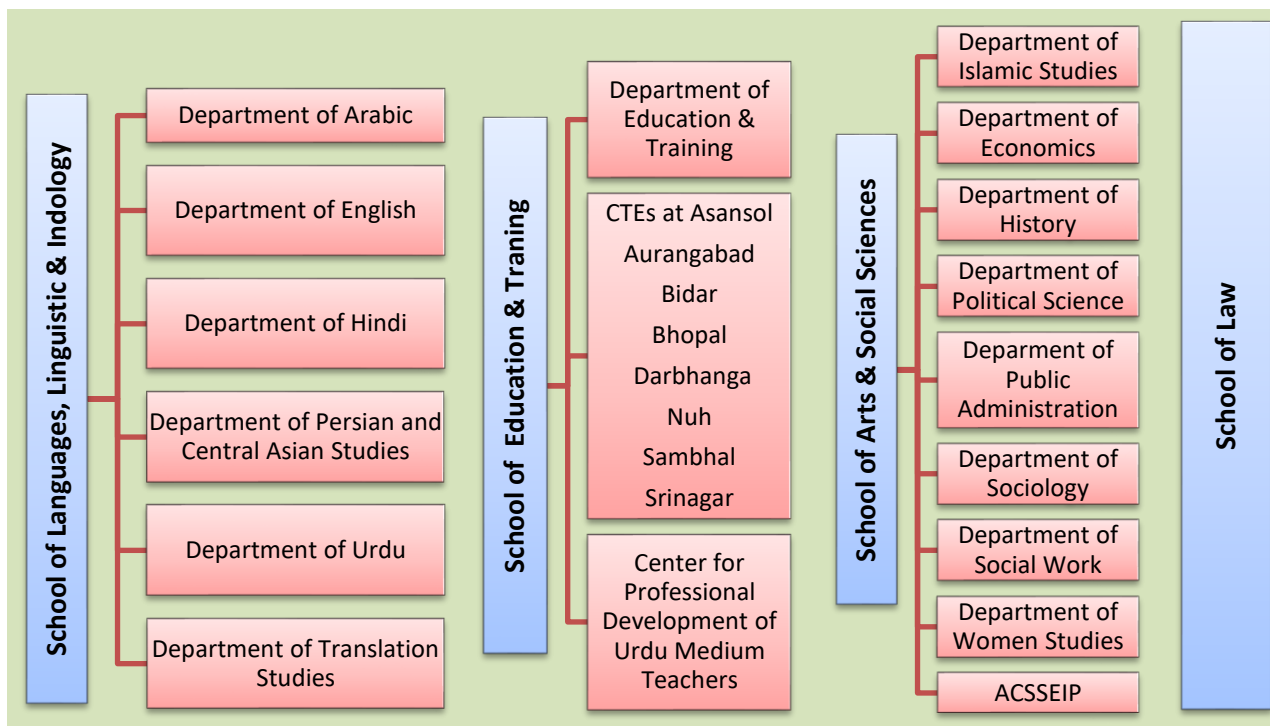 School of Languages, Linguistic & Indology
Department of Arabic
Department of English
Department of Hindi
Department of Persian and
Central Asian Studies
Department of Urdu
Department of Translation
Studies
School of Education & Traning
Department of
Education &
Training
CTEs at Asansol
Aurangabad
Bidar
Bhopal
Darbhanga
Nuh
Sambhal
Srinagar
Center for
Professional
Development of
Urdu Medium
Teachers
School of Arts & Social Sciences
Department of
Islamic Studies
Department of
Economics
Department of
History
Department of
Political Science
Deparment of
Public
Administration
Department of
Sociology
Department of
Social Work
Department of
Women Studies
ACSSEIP
School of Law